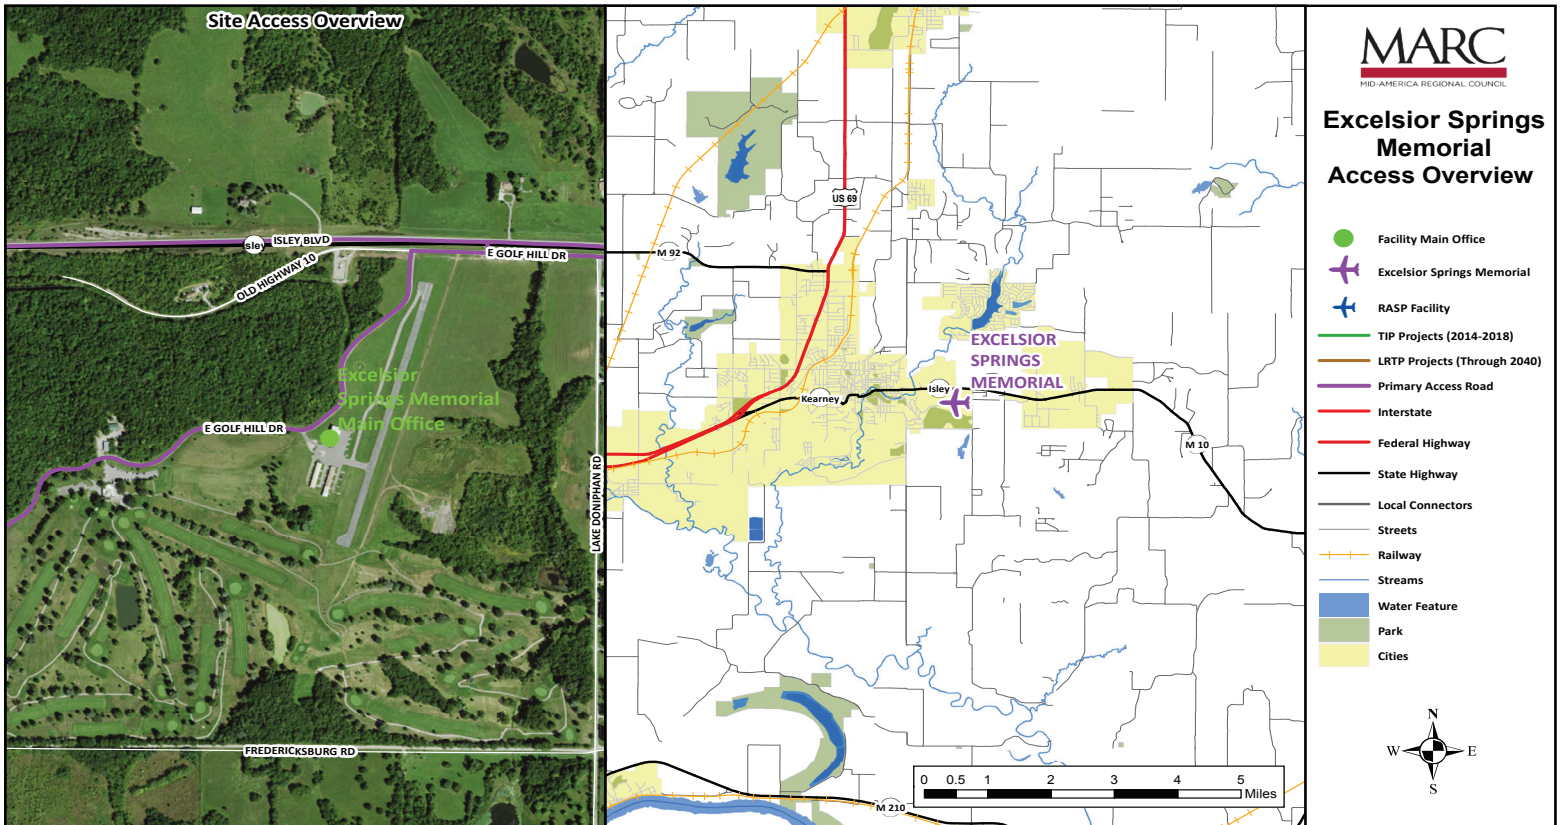 Site Access Overview
sley
ISLEY BLVD
E GOLF HILL DR
OLD HIGHWAY 10
Excelsior
Springs Memorial
Main Office
E GOLF HILL DR
LAKE DONIPHAN RD
FREDERICKSBURG RD
US 69
M 92
EXCELSIOR
SPRINGS
MEMORIAL
Isley
Kearney
M 10
M 210
0 0.5 1 2 3 4 5
Miles
MARC
MID-AMERICA REGIONAL COUNCIL
Excelsior Springs
Memorial
Access Overview
Facility Main Office
Excelsior Springs Memorial
RASP Facility
TIP Projects (2014-2018)
LRTP Projects (Through 2040)
Primary Access Road
Interstate
Federal Highway
State Highway
Local Connectors
Streets
Railway
Streams
Water Feature
Park
Cities
N
W E
S